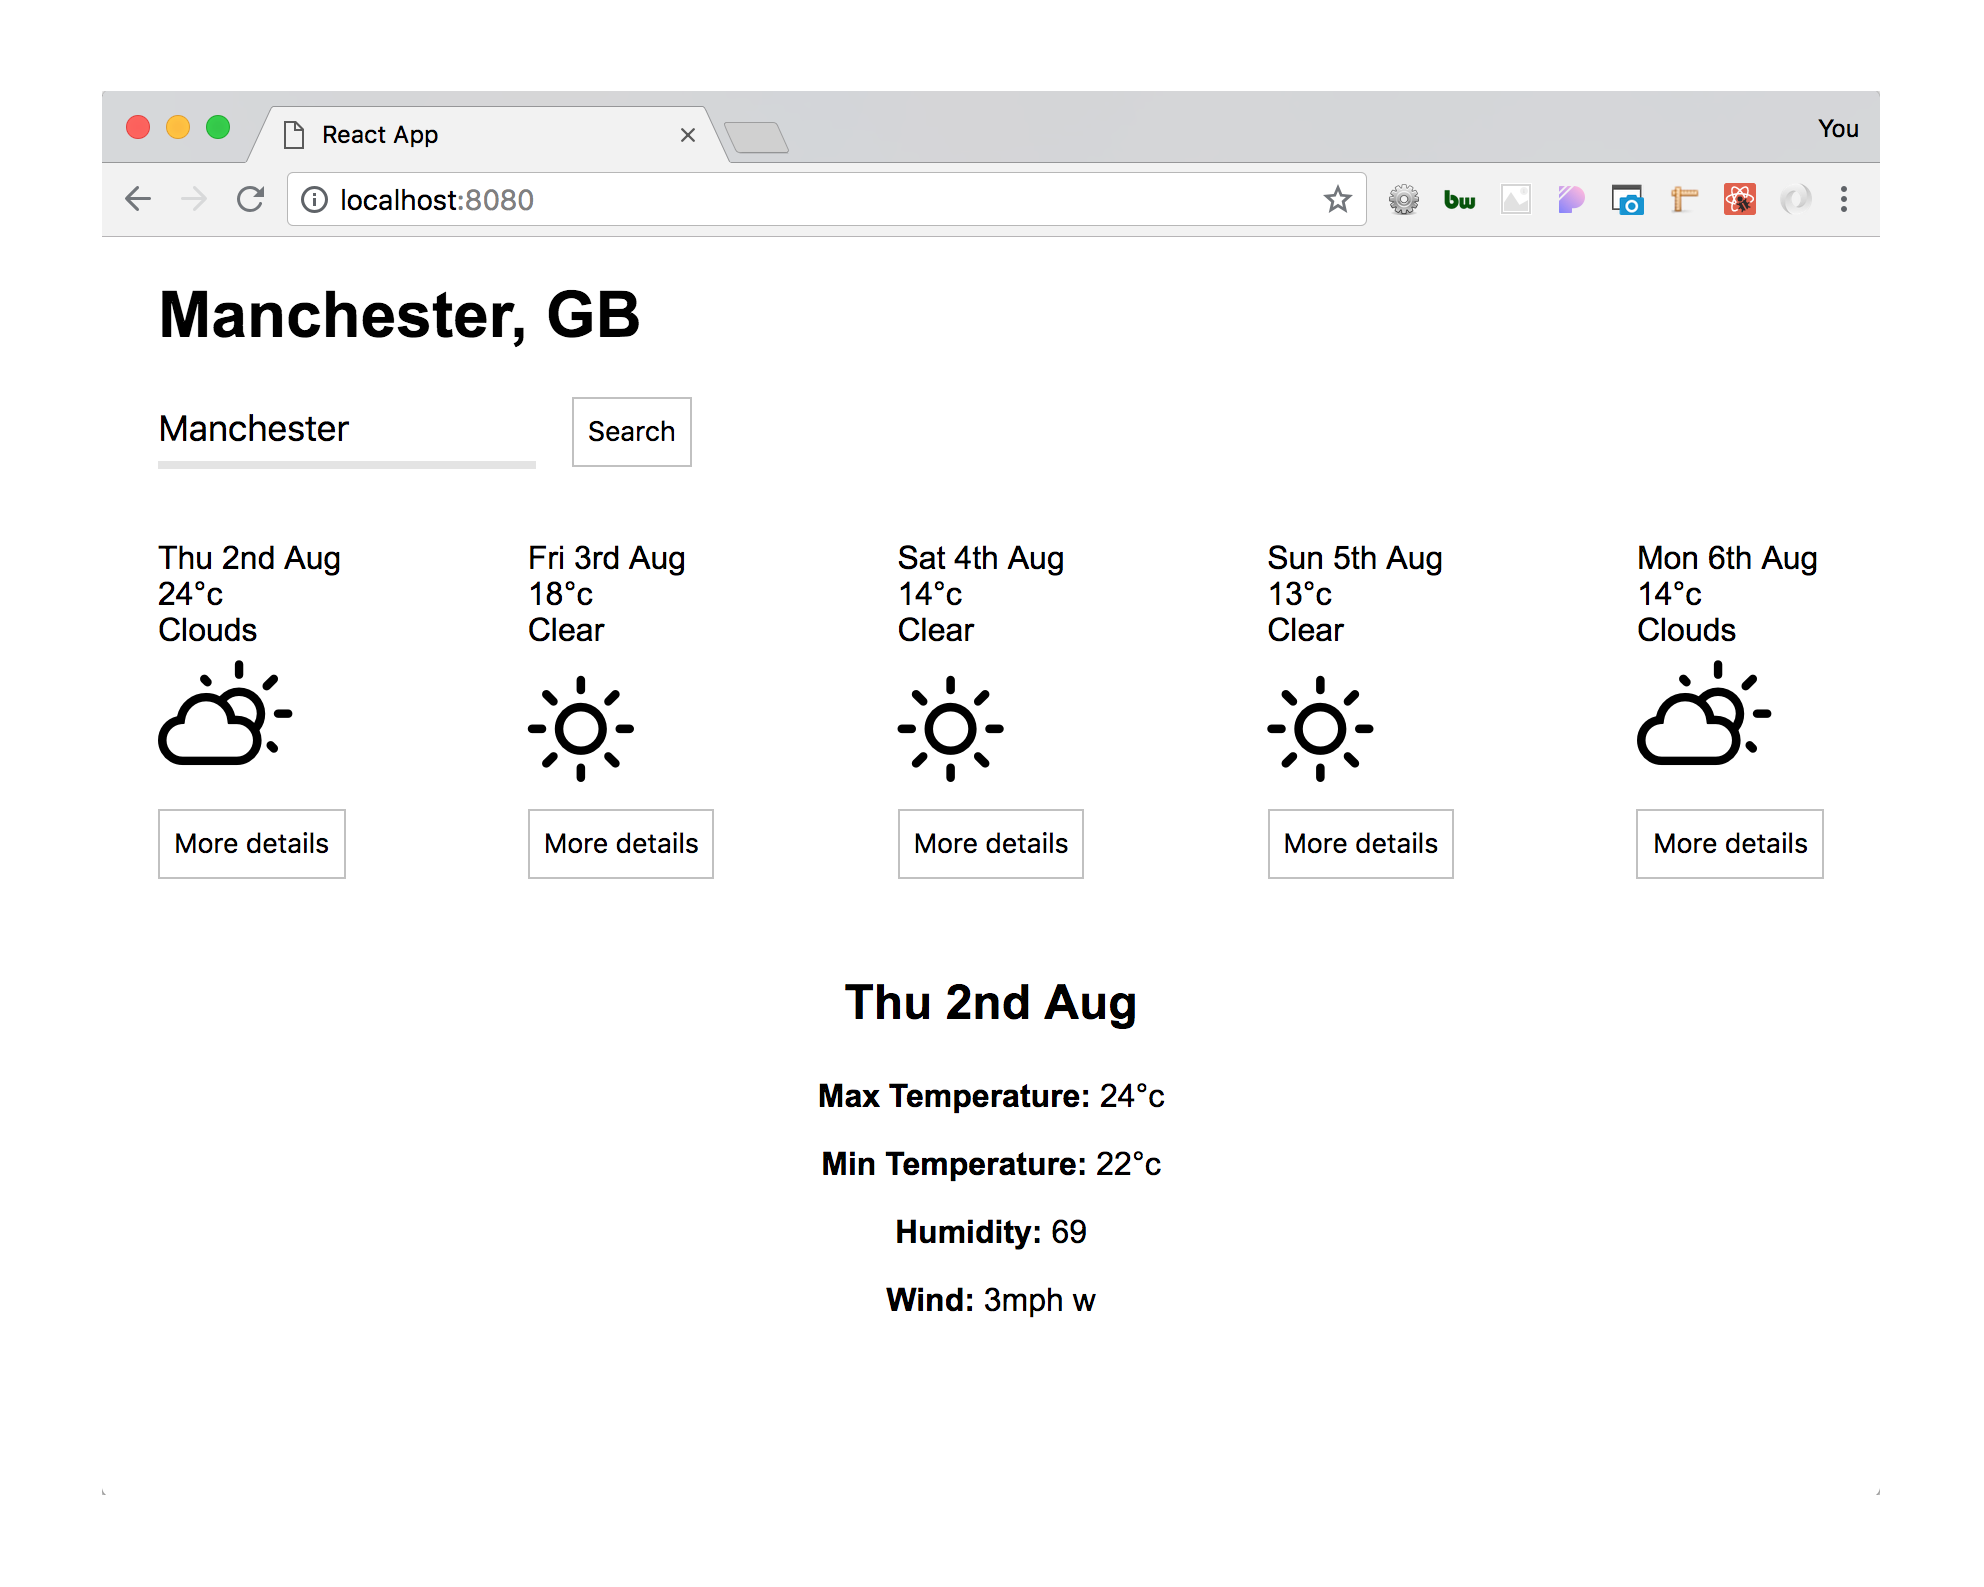 React App
You
localhost:8080
bw
Manchester, GB
Manchester
Search
Thu 2nd Aug
24°c
Clouds
More details
Fri 3rd Aug
18°c
Clear
More details
Sat 4th Aug
14°c
Clear
More details
Sun 5th Aug
13°c
Clear
More details
Mon 6th Aug
14°c
Clouds
More details
Thu 2nd Aug
Max Temperature: 24°c
Min Temperature: 22°c
Humidity: 69
Wind: 3mph w